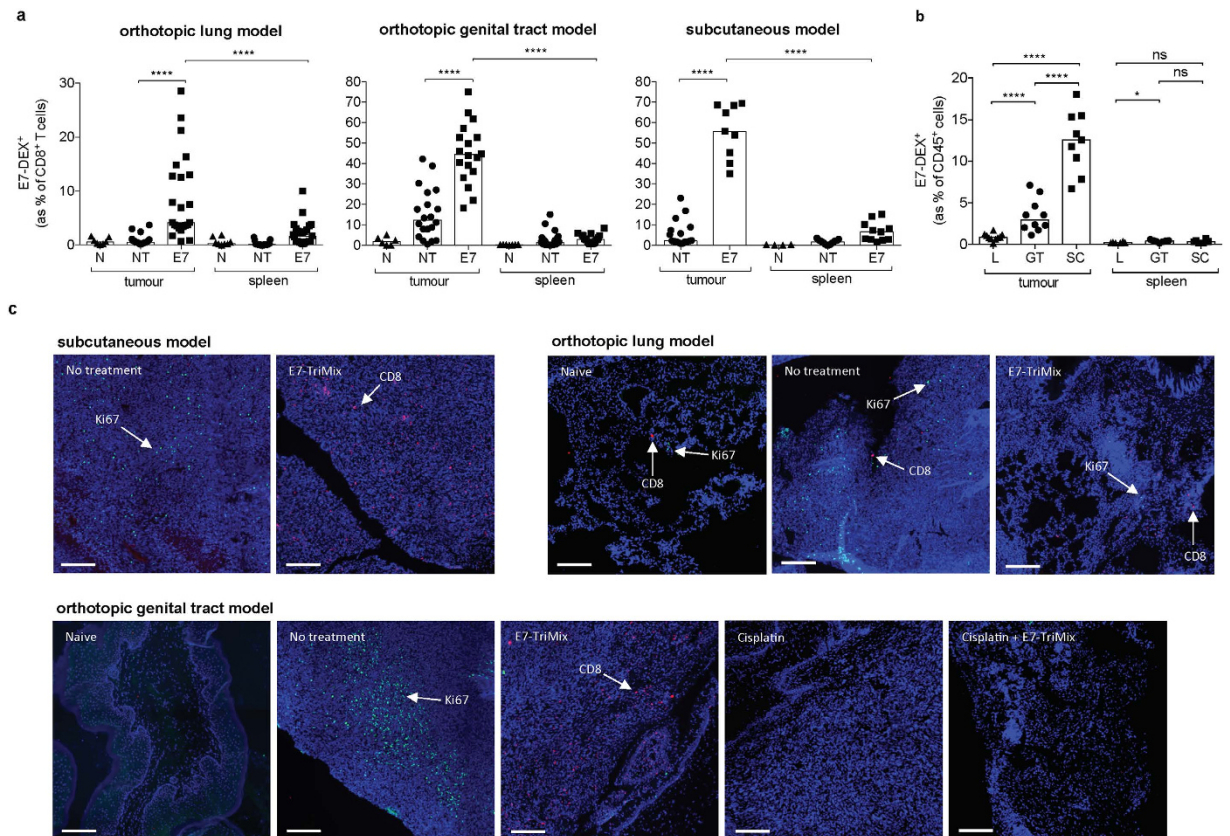 a
orthotopic lung model
orthotopic genital tract model
subcutaneous model
b
****
****
****
****
****
****
****
****
****
ns
ns
*
E7-DEX⁺
(as % of CD8⁺ T cells)
30
20
10
5
0
80
70
60
50
40
30
20
10
0
80
70
60
50
40
30
20
10
0
E7-DEX⁺
(as % of CD45⁺ cells)
20
15
10
5
0
N NT E7 N NT E7
tumour spleen
N NT E7 N NT E7
tumour spleen
NT E7 N NT E7
tumour spleen
L GT SC L GT SC
tumour spleen
c
subcutaneous model
No treatment
Ki67
E7-TriMix
CD8
orthotopic lung model
Naive
CD8
Ki67
No treatment
Ki67
CD8
E7-TriMix
Ki67
CD8
orthotopic genital tract model
Naive
No treatment
Ki67
E7-TriMix
CD8
Cisplatin
Cisplatin + E7-TriMix